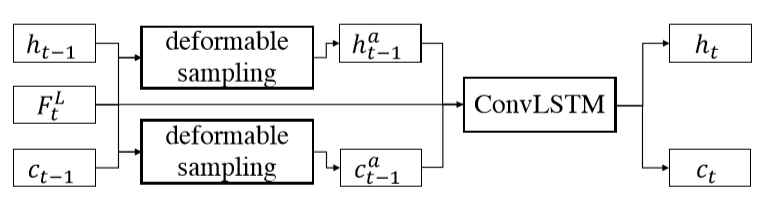 h_{t-1}
deformable
sampling
h^a_{t-1}
h_t
F^L_t
ConvLSTM
deformable
sampling
c_{t-1}
c^a_{t-1}
c_t